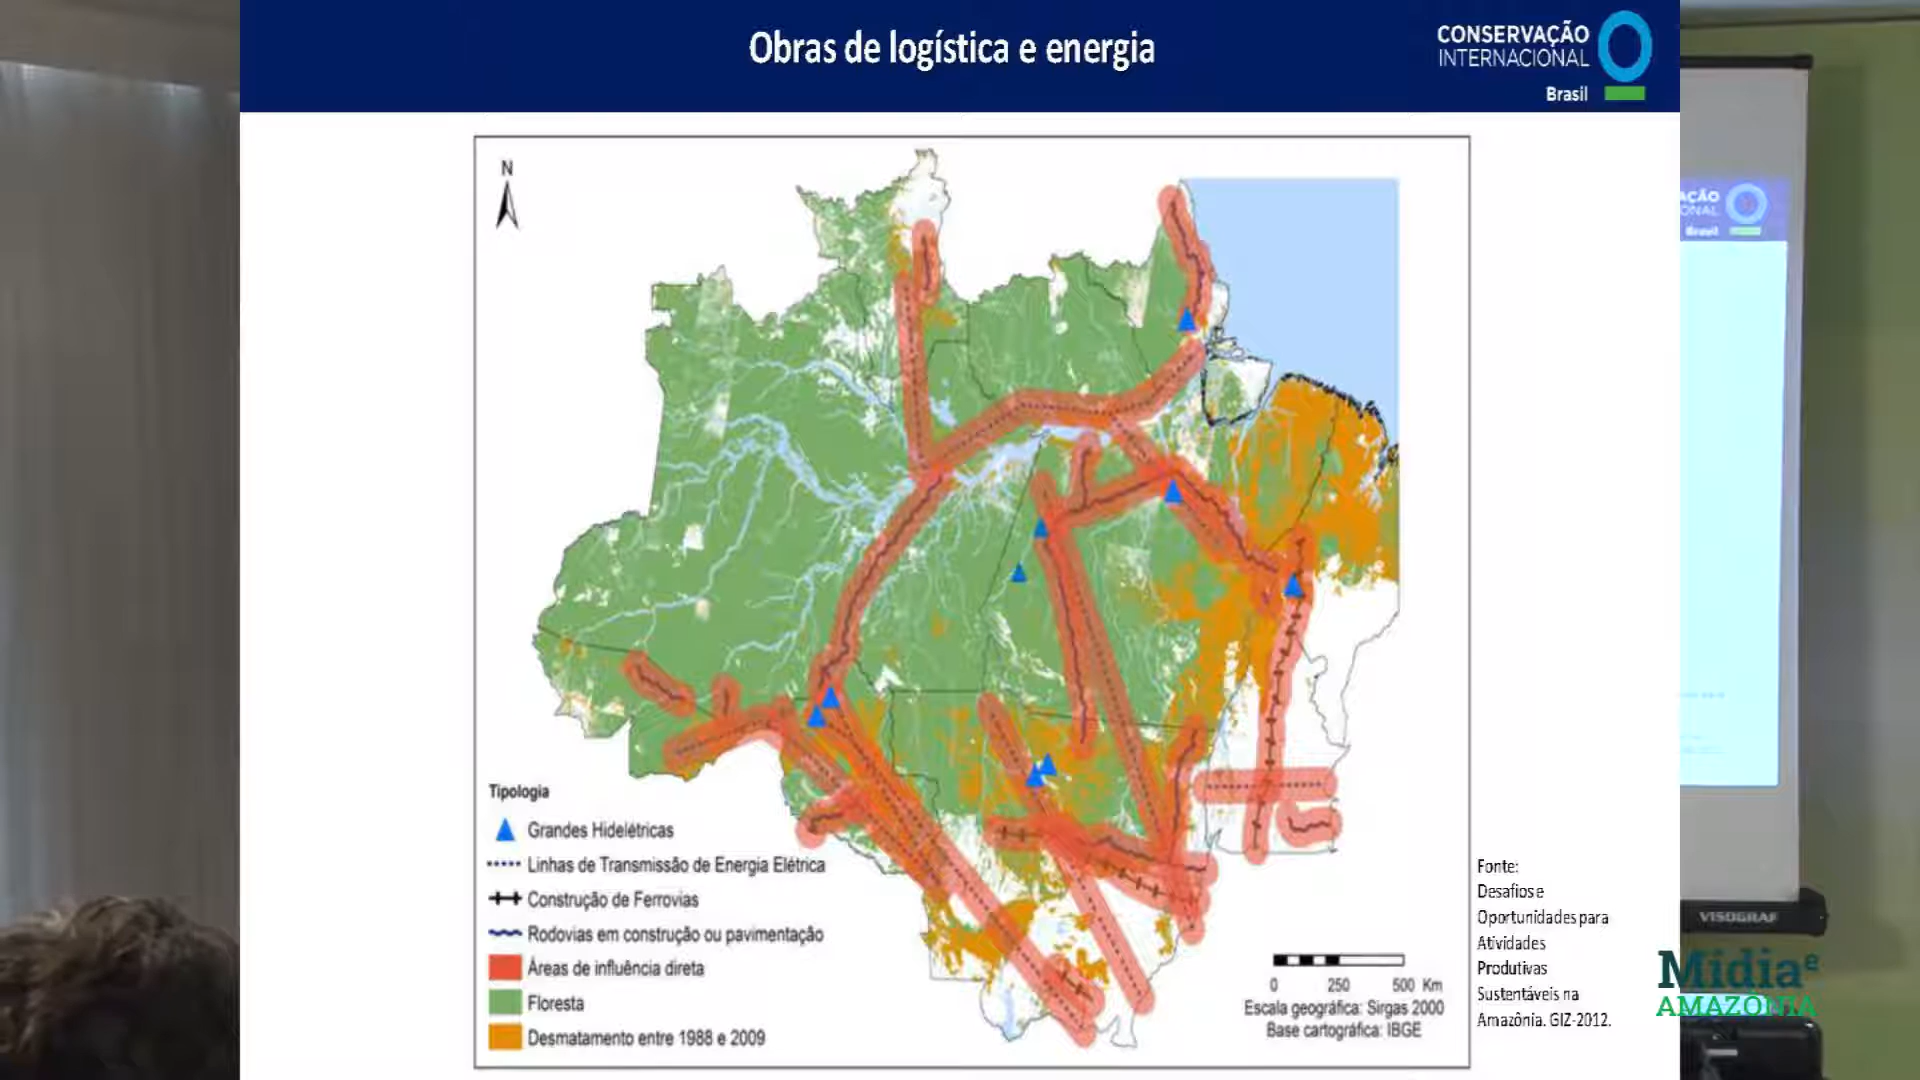 Obras de logística e energia
CONSERVAÇÃO
INTERNACIONAL
Brasil
N
AÇÃO
ONAL
Brasil
Tipologia
Grandes Hidelétricas
Linhas de Transmissão de Energia Elétrica
Construção de Ferrovias
Rodovias em construção ou pavimentação
Áreas de influência direta
Floresta
Desmatamento entre 1988 e 2009
0 250 500 Km
Escala geográfica: Sirgas 2000
Base cartográfica: IBGE
Fonte:
Desafios e
Oportunidades para
Atividades
Produtivas
Sustentáveis na
Amazônia. GIZ-2012.
VISOGRAF
Mídia e
AMAZÔNIA